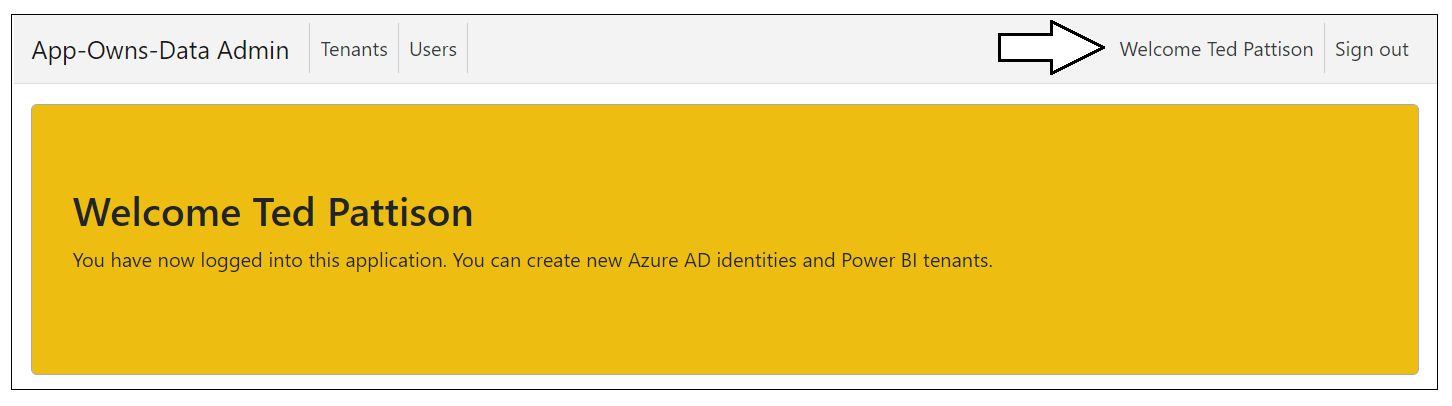 App-Owns-Data Admin Tenants Users Welcome Ted Pattison Sign out
Welcome Ted Pattison
You have now logged into this application. You can create new Azure AD identities and Power BI tenants.